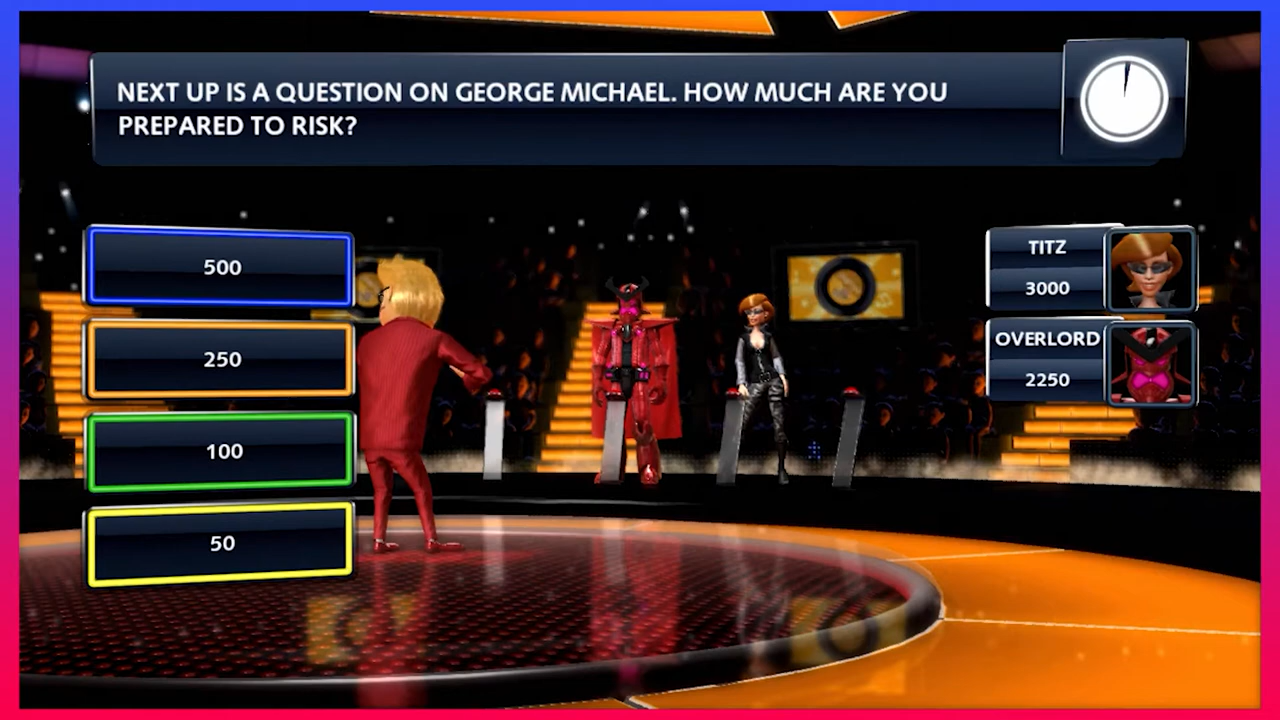 NEXT UP IS A QUESTION ON GEORGE MICHAEL. HOW MUCH ARE YOU
PREPARED TO RISK?
500
250
100
50
TITZ
3000
OVERLORD
2250